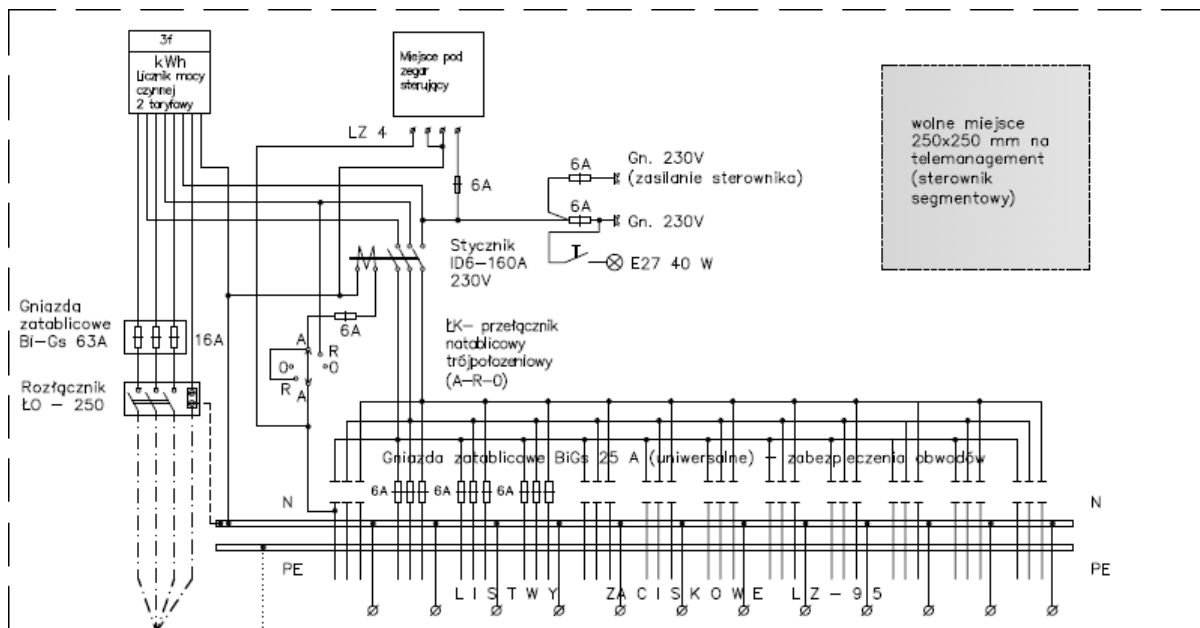 3f
kWh
Licznik mocy
czynnej
2 taryfowy
Miejsce pod
zegar
sterujący
LZ 4
6A
6A
Gn. 230V
(zasilanie sterownika)
6A
Gn. 230V
E27 40 W
wolne miejsce
250x250 mm na
telemanagement
(sterownik
segmentowy)
Stycznik
ID6-160A
230V
Gniazda
zatablicowe
Bi-Gs 63A
16A
6A
A
R
0
0
R
A
ŁK- przełącznik
natablicowy
trójpołożeniowy
(A-R-0)
Rozłącznik
ŁO - 250
Gniazda zatablicowe BiGs 25 A (uniwersalne) - zabezpieczenia obwodów
6A
6A
6A
N
N
PE
PE
LISTWY ZACISKOWE LZ-95